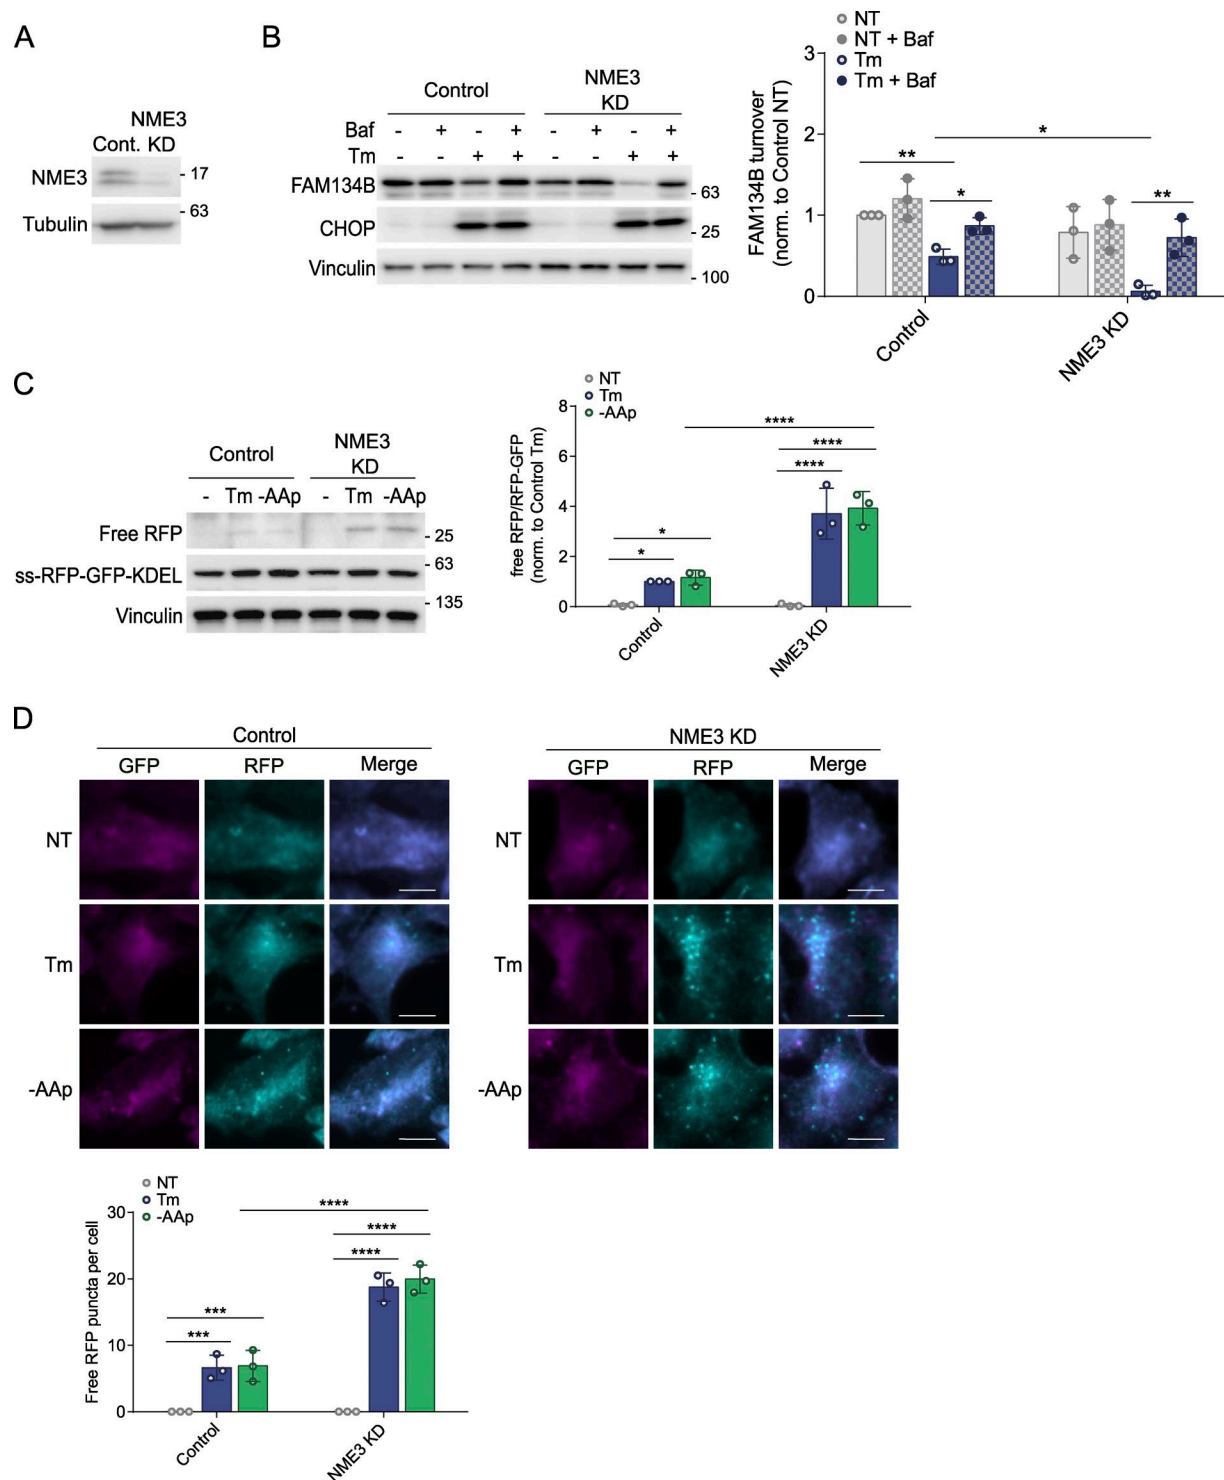 A
NME3
Cont. KD
NME3
- 17
63
Tubulin
B
Control
NME3
KD
Baf - + - + - + - +
Tm - - + + - - + +
FAM134B
- 63
CHOP
- 25
Vinculin
- 100
NT
NT + Baf
Tm
Tm + Baf
FAM134B turnover
(norm. to Control NT)
3
2
1
0
**
*
*
**
Control
NME3 KD
C
Control
NME3
KD
- Tm -AAp - Tm -AAp
Free RFP
- 25
63
ss-RFP-GFP-KDEL
135
Vinculin
NT
Tm
-AAp
free RFP/RFP-GFP
(norm. to Control Tm)
8
6
4
2
0
*
*
****
****
****
Control
NME3 KD
D
Control
GFP RFP Merge
NME3 KD
GFP RFP Merge
NT
Tm
-AAp
NT
Tm
-AAp
NT
Tm
-AAp
Free RFP puncta per cell
30
20
10
0
***
***
****
****
****
Control
NME3 KD